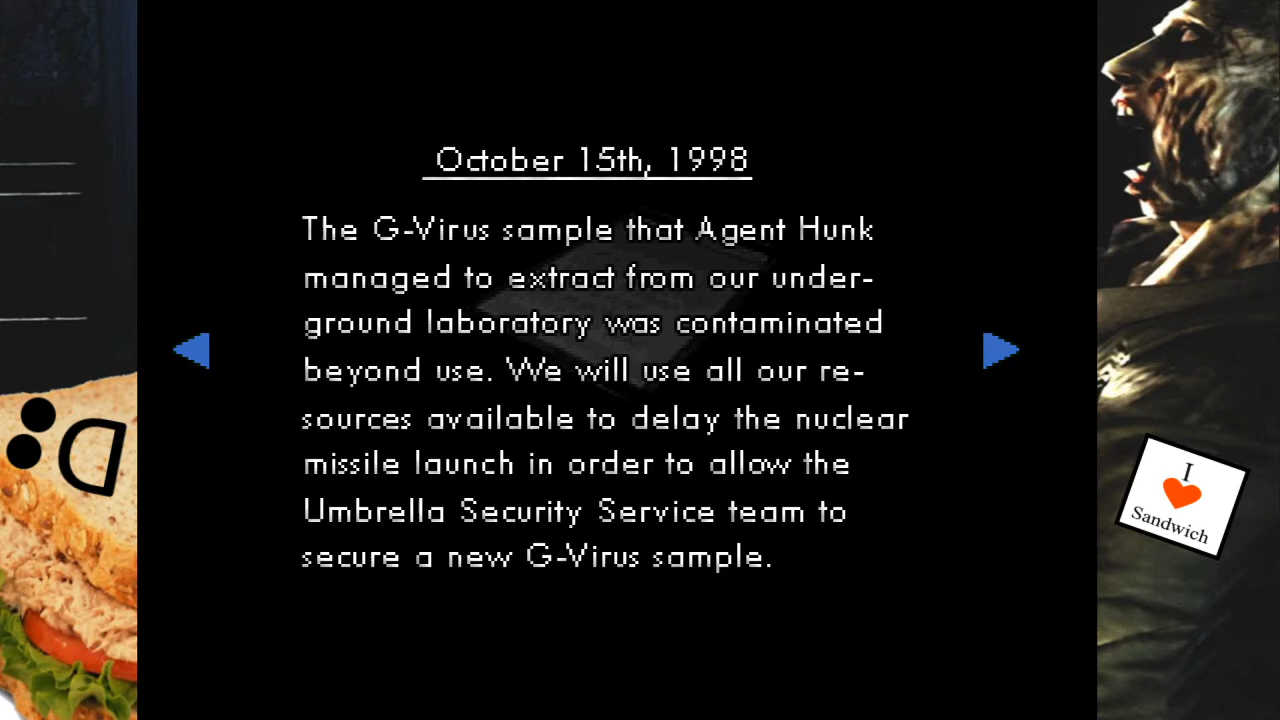 October 15th, 1998
The G-Virus sample that Agent Hunk
managed to extract from our under-
ground laboratory was contaminated
beyond use. We will use all our re-
sources available to delay the nuclear
missile launch in order to allow the
Umbrella Security Service team to
secure a new G-Virus sample.
:D
I
Sandwich